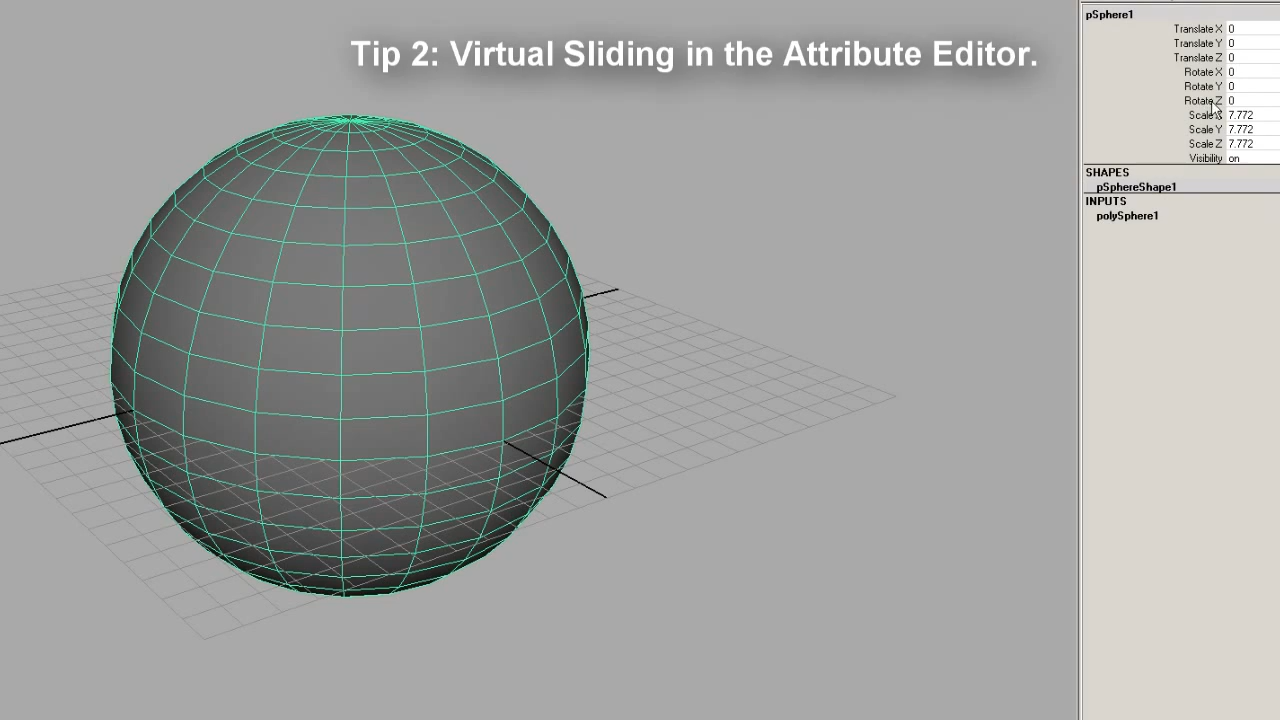 Tip 2: Virtual Sliding in the Attribute Editor.
pSphere1
Translate X 0
Translate Y 0
Translate Z 0
Rotate X 0
Rotate Y 0
Rotate Z 0
Scale X 7.772
Scale Y 7.772
Scale Z 7.772
Visibility on
SHAPES
pSphereShape1
INPUTS
polySphere1